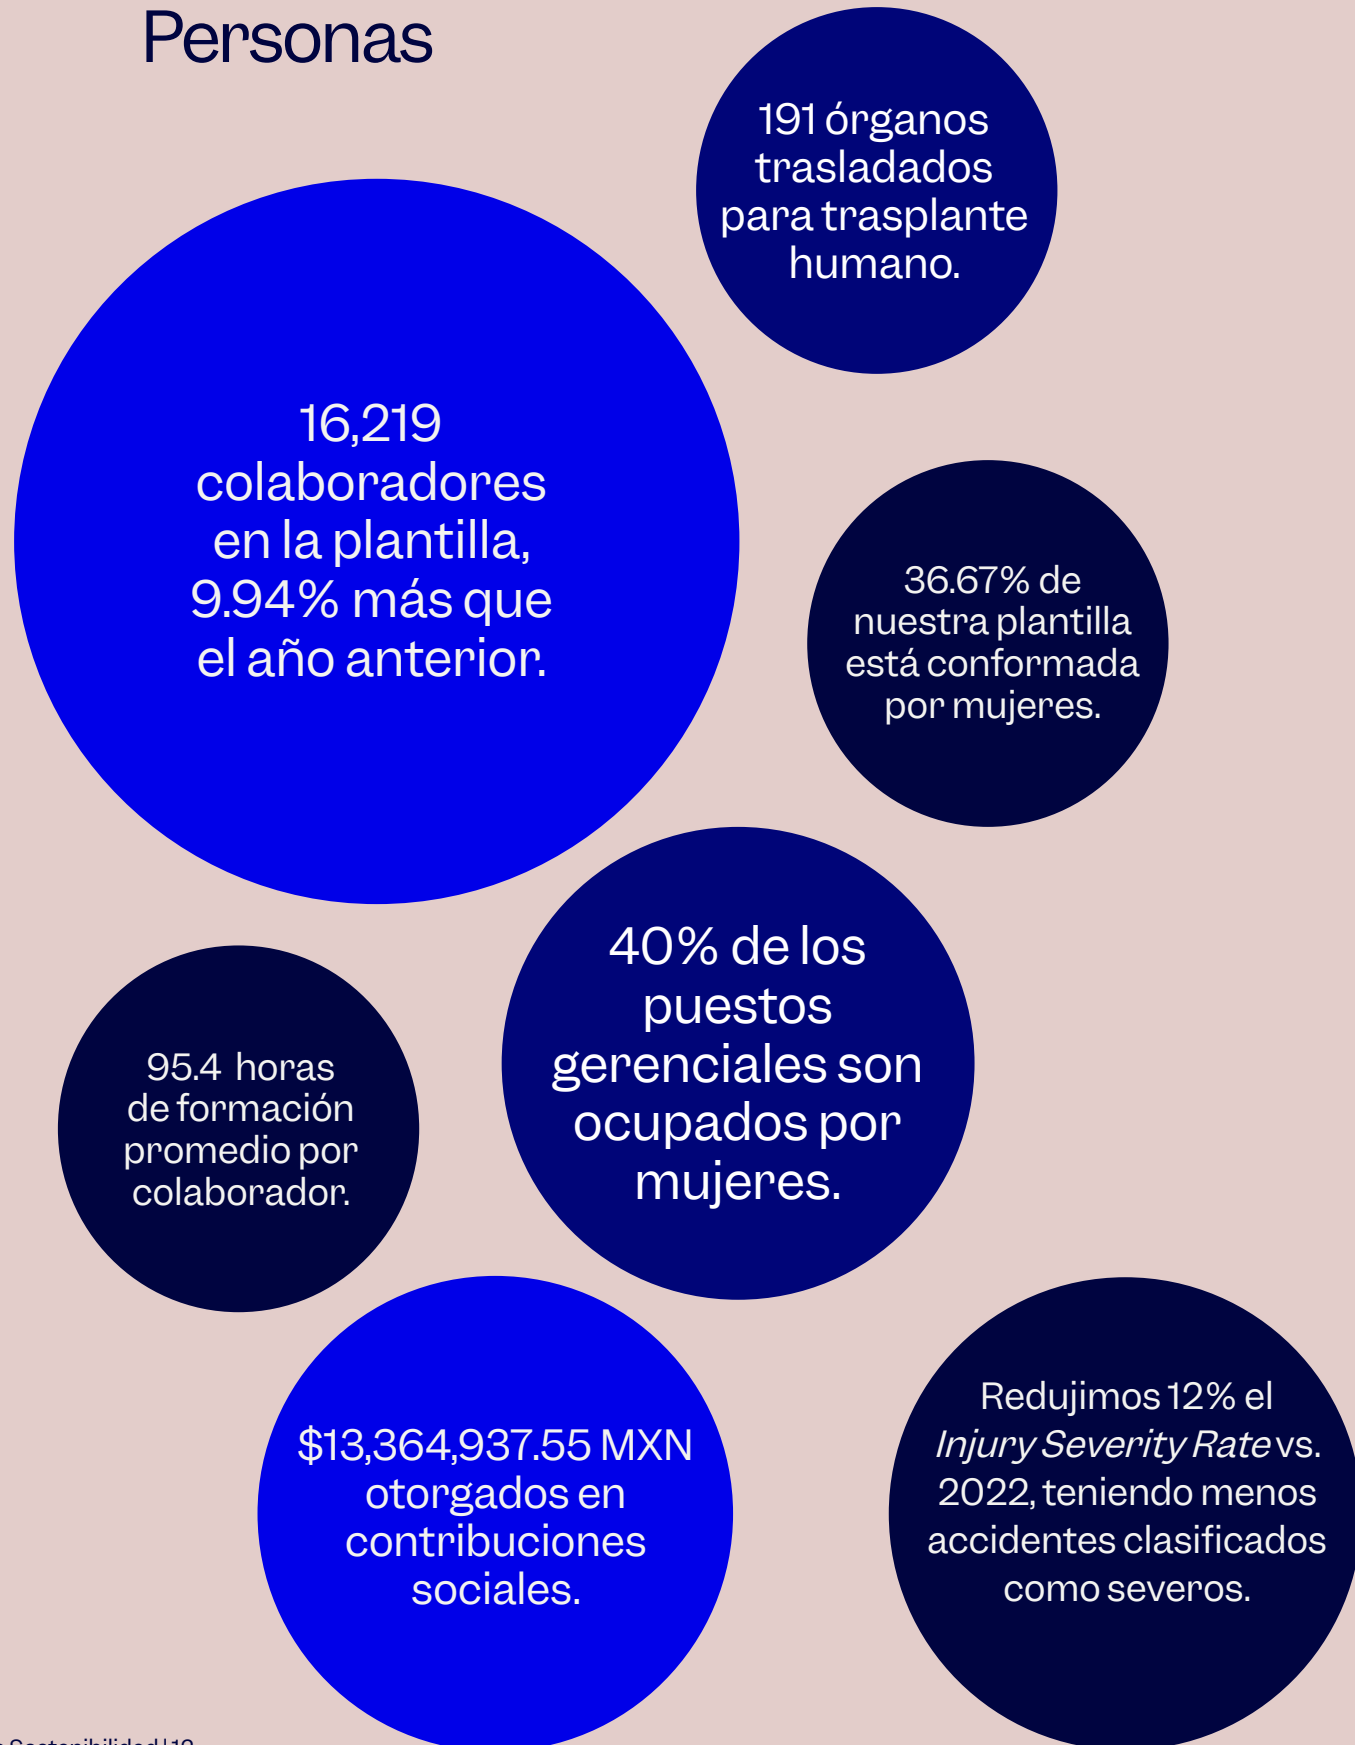 Personas
191 órganos
trasladados
para trasplante
humano.
16,219
colaboradores
en la plantilla,
9.94% más que
el año anterior.
36.67% de
nuestra plantilla
está conformada
por mujeres.
40% de los
puestos
gerenciales son
ocupados por
mujeres.
95.4 horas
de formación
promedio por
colaborador.
$13,364,937.55 MXN
otorgados en
contribuciones
sociales.
Redujimos 12% el
Injury Severity Rate vs.
2022, teniendo menos
accidentes clasificados
como severos.
Sostenibilidad |